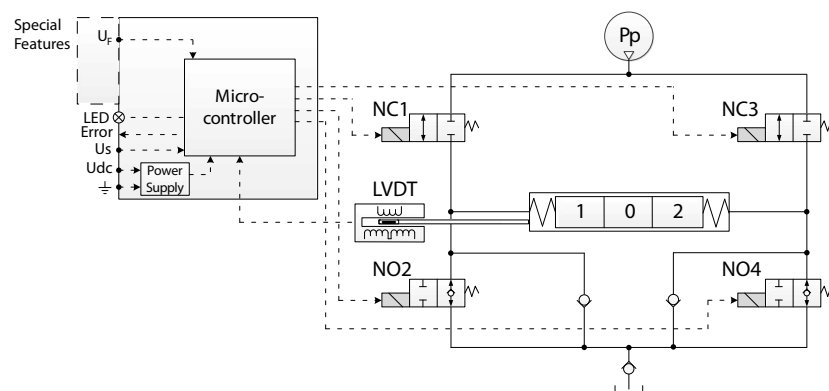 Special
Features
U_F
Micro-
controller
LED
Error
Us
Udc
Power
Supply
Pp
NC1
NC3
LVDT
1 0 2
NO2
NO4